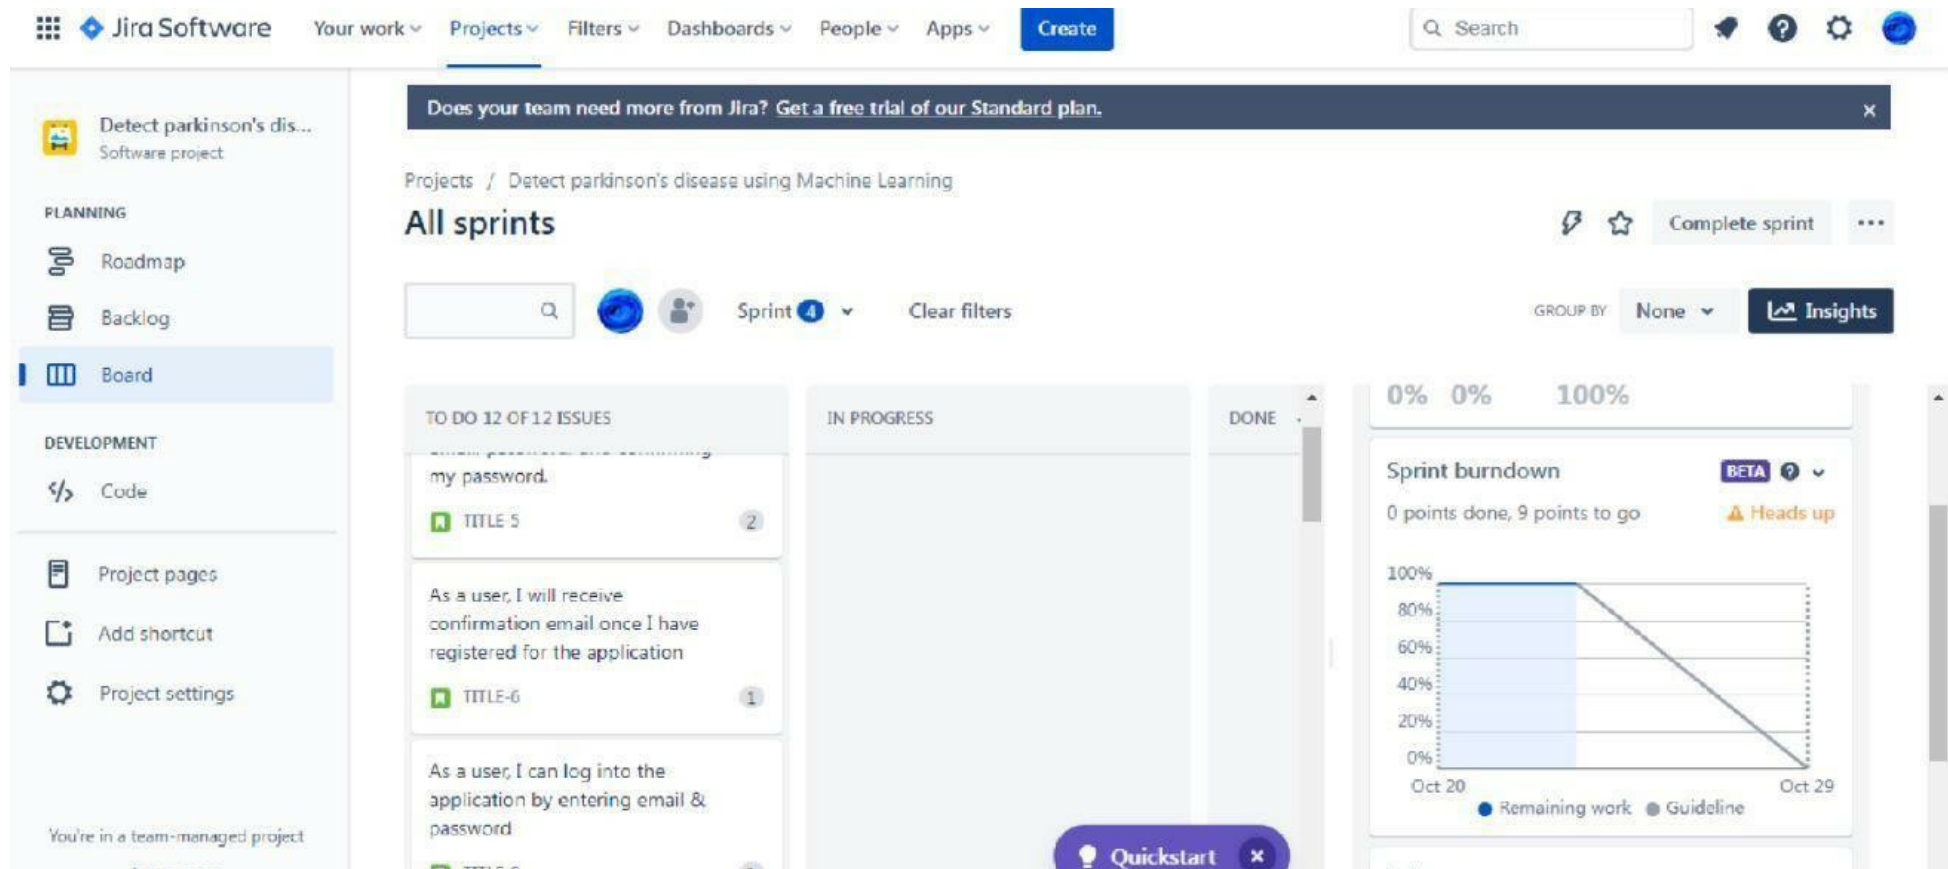 Jira Software Your work Projects Filters Dashboards People Apps Create Search
Detect parkinson's dis...
Software project
PLANNING
Roadmap
Backlog
Board
DEVELOPMENT
Code
Project pages
Add shortcut
Project settings
You're in a team-managed project
Does your team need more from Jira? Get a free trial of our Standard plan.
Projects / Detect parkinson's disease using Machine Learning
All sprints
Complete sprint
Sprint 4 Clear filters
GROUP BY None Insights
TO DO 12 OF 12 ISSUES
my password.
TITLE-5 2
As a user, I will receive
confirmation email once I have
registered for the application
TITLE-6 1
As a user, I can log into the
application by entering email &
password
IN PROGRESS
DONE
Quickstart
0% 0% 100%
Sprint burndown BETA
0 points done, 9 points to go Heads up
100%
80%
60%
40%
20%
0%
Oct 20 Oct 29
Remaining work Guideline